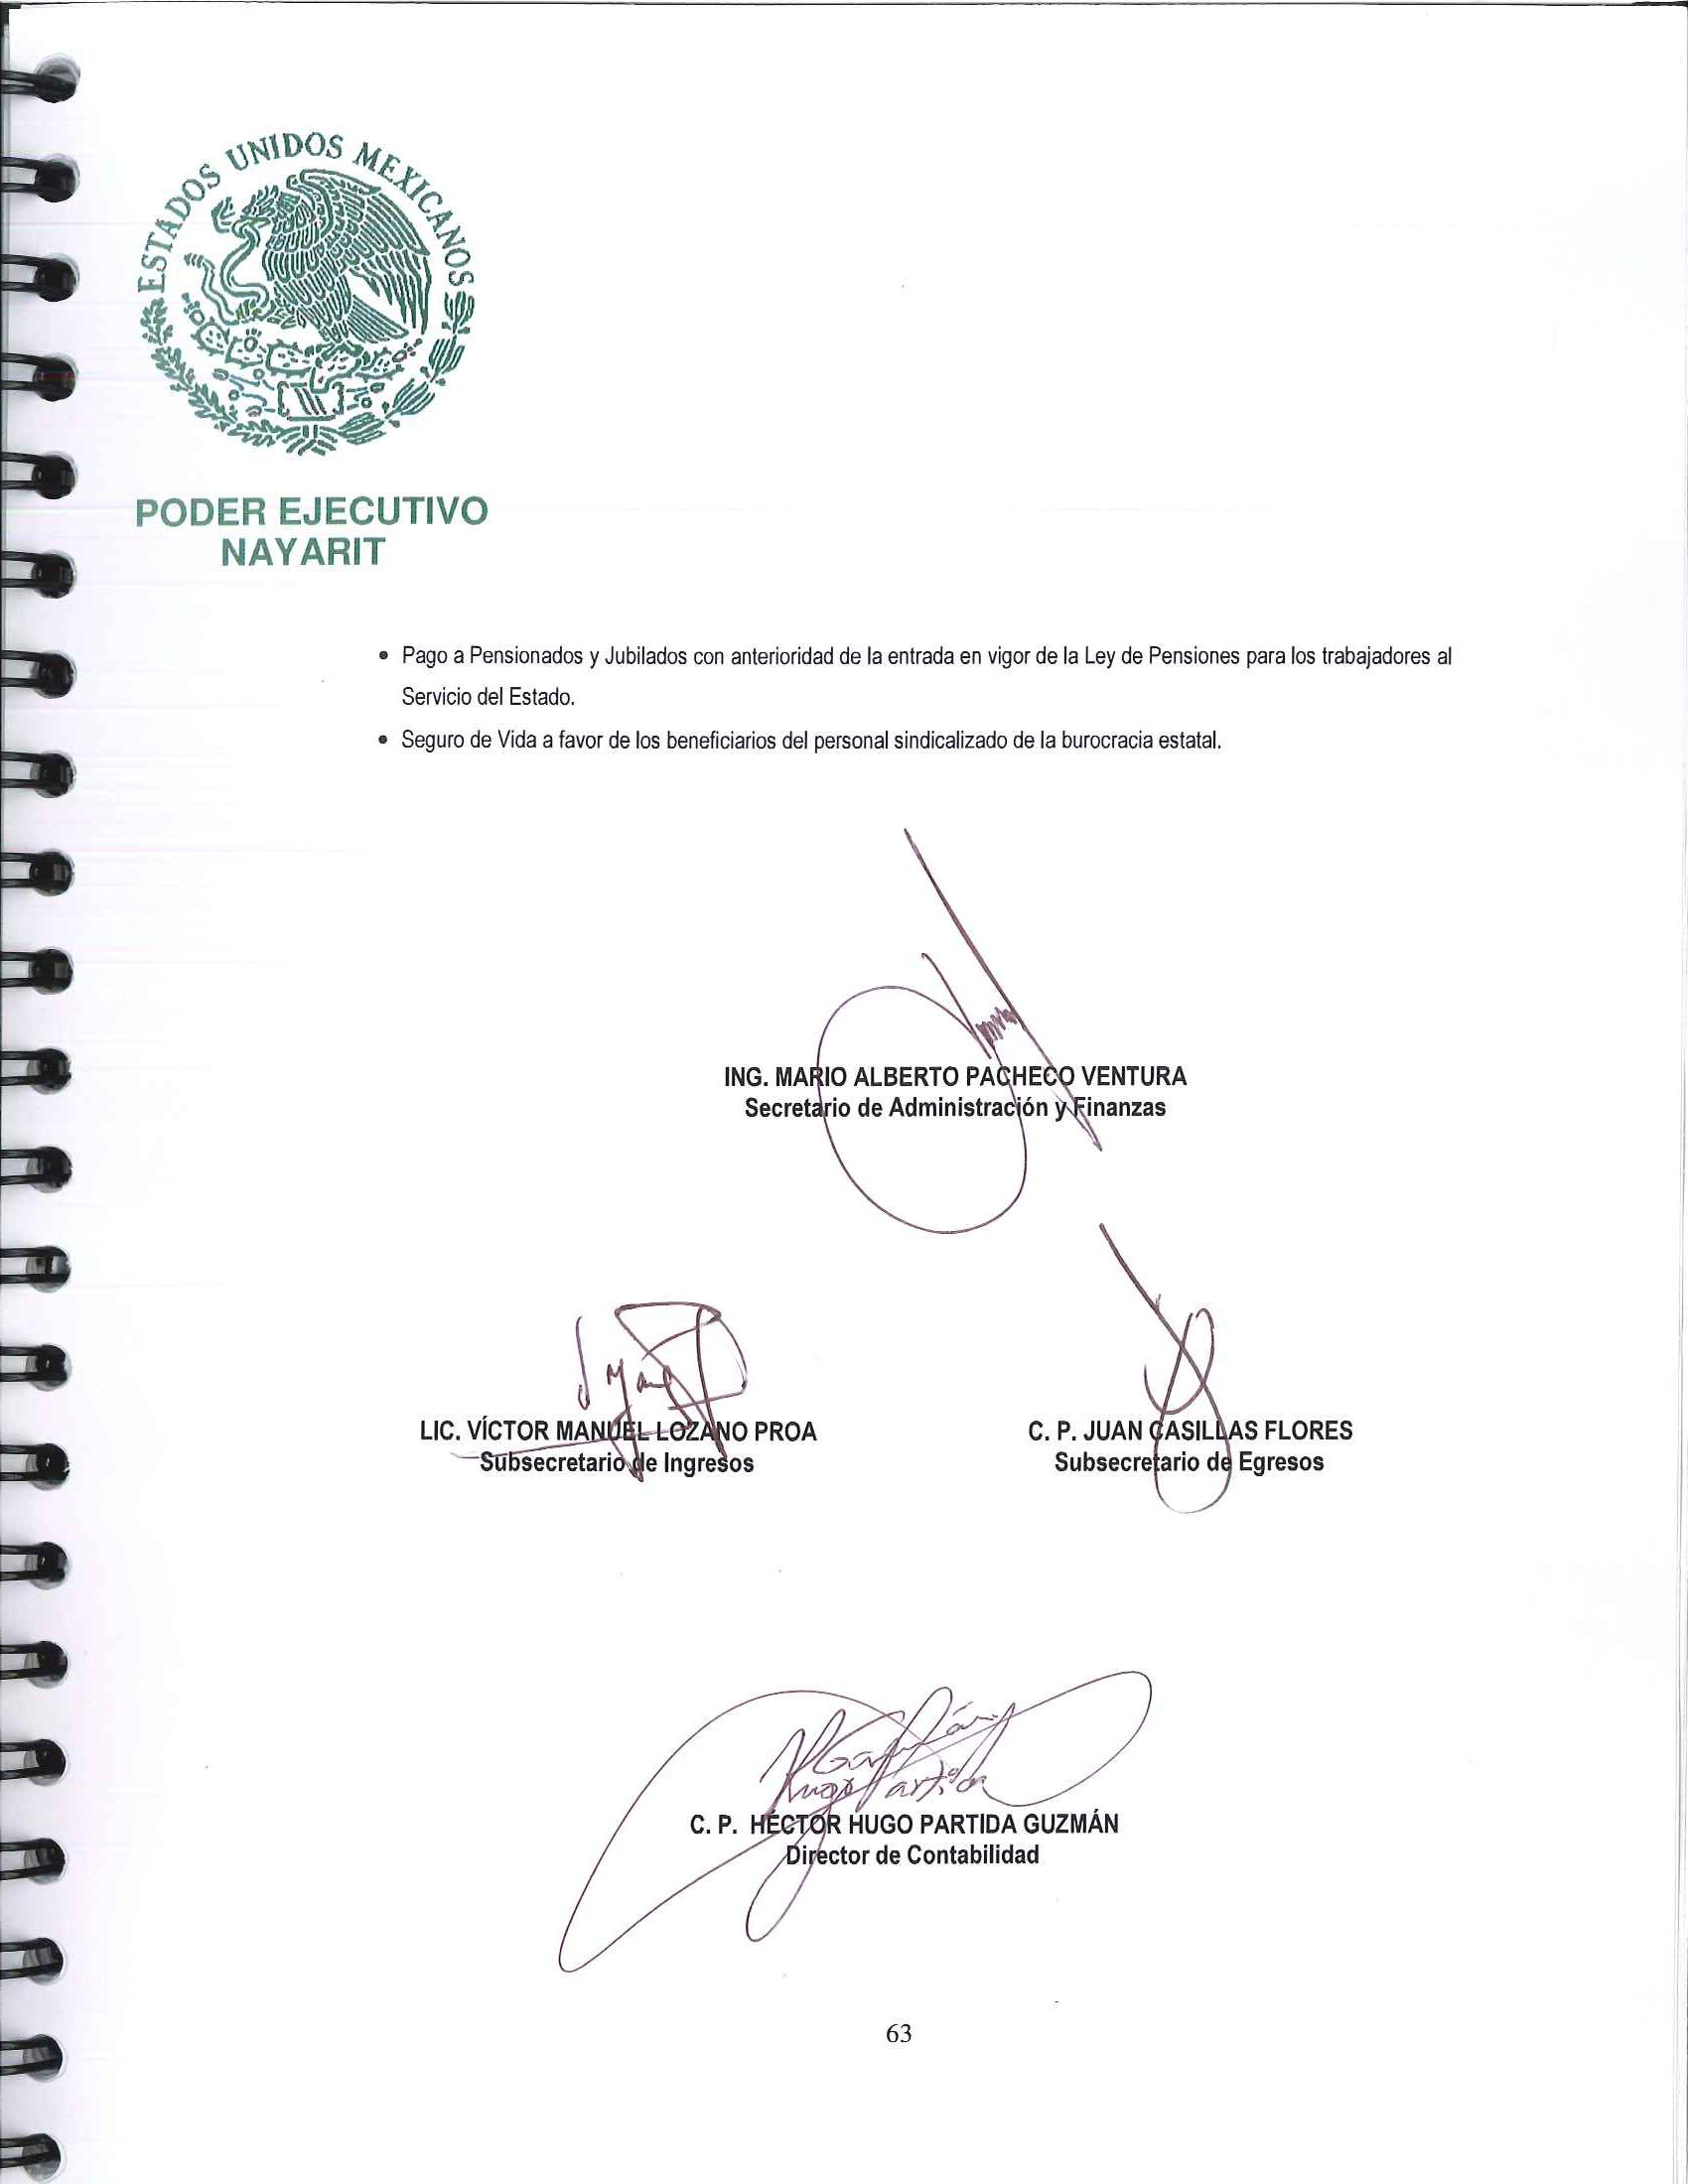 ESTADOS UNIDOS MEXICANOS
PODER EJECUTIVO
NAYARIT
• Pago a Pensionados y Jubilados con anterioridad de la entrada en vigor de la Ley de Pensiones para los trabajadores al
Servicio del Estado.
• Seguro de Vida a favor de los beneficiarios del personal sindicalizado de la burocracia estatal.
ING. MARIO ALBERTO PACHECO VENTURA
Secretario de Administración y Finanzas
LIC. VÍCTOR MANUEL LOZANO PROA
Subsecretario de Ingresos
C. P. JUAN CASILLAS FLORES
Subsecretario de Egresos
Hugo Partida
C. P. HÉCTOR HUGO PARTIDA GUZMÁN
Director de Contabilidad
63